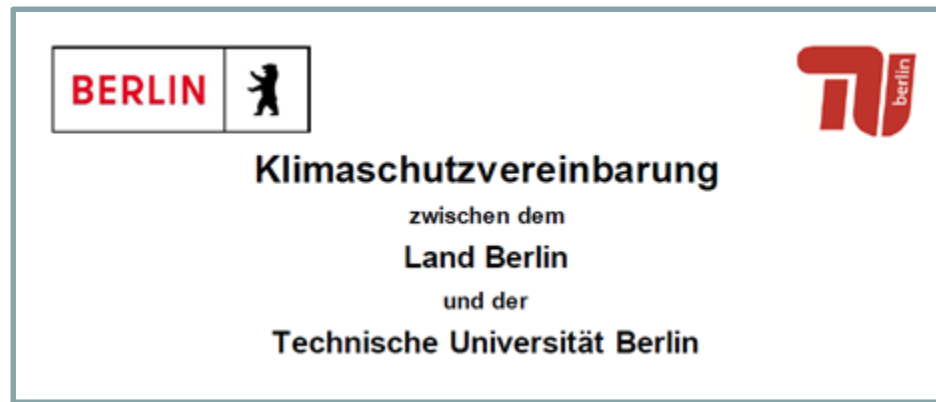 BERLIN
berlin
Klimaschutzvereinbarung
zwischen dem
Land Berlin
und der
Technische Universität Berlin